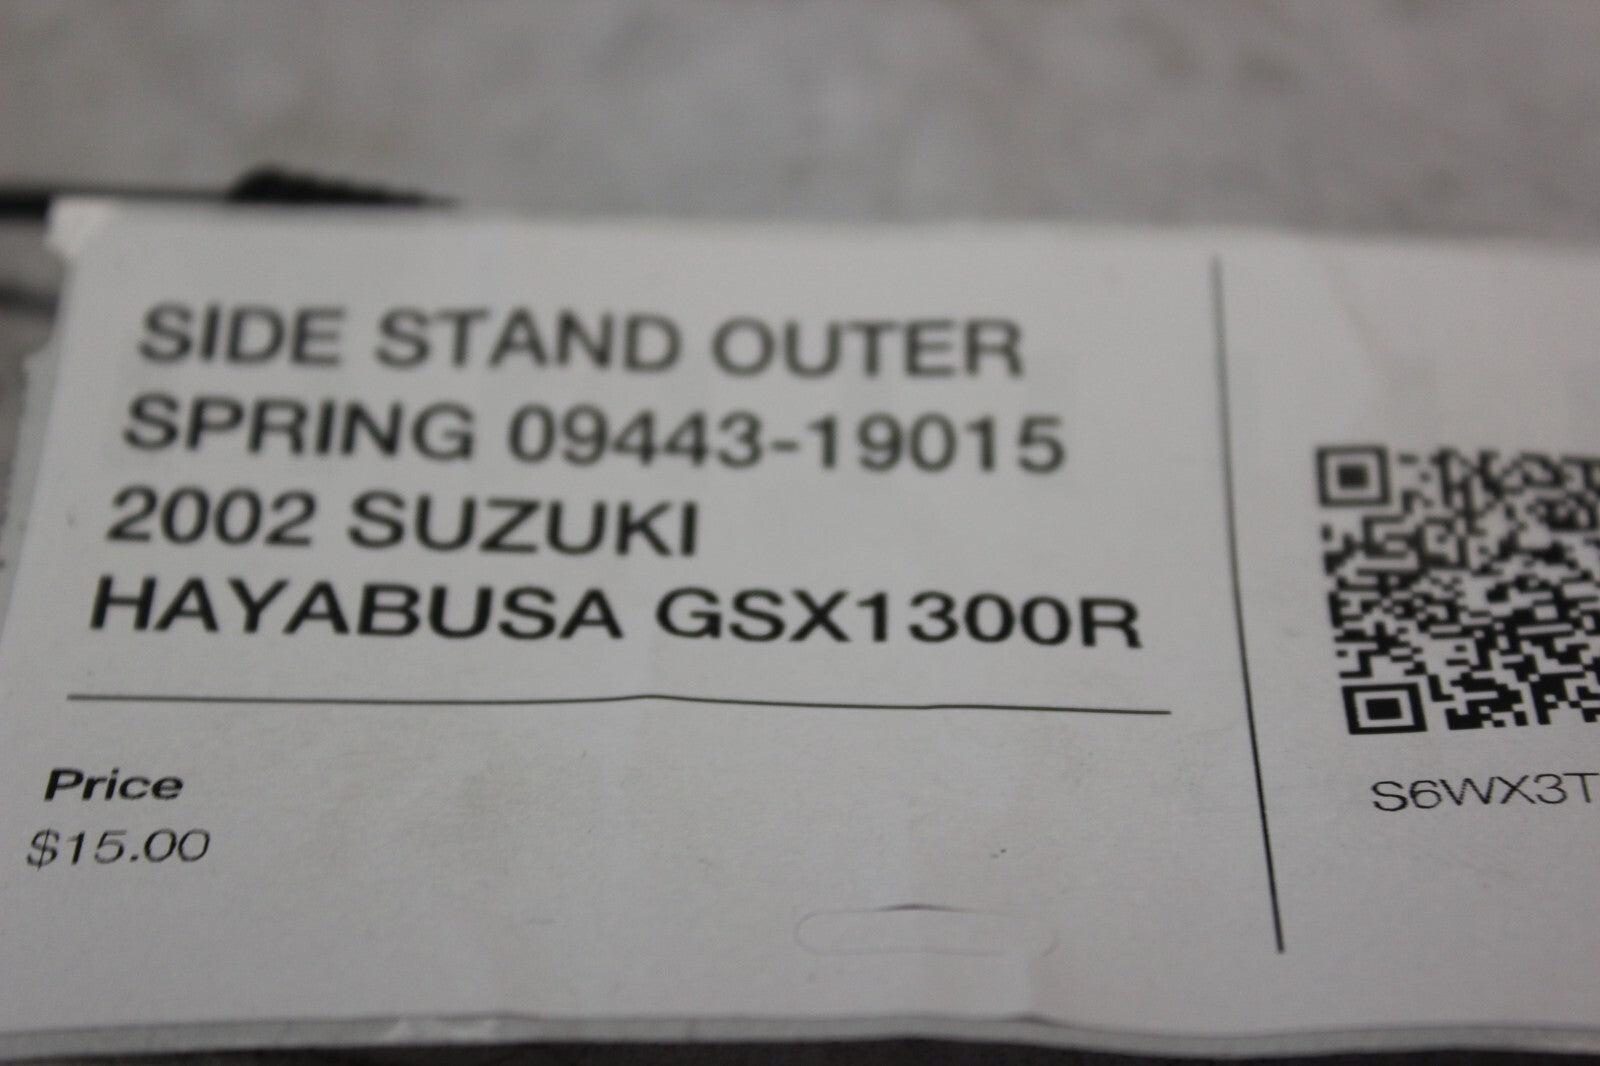 SIDE STAND OUTER
SPRING 09443-19015
2002 SUZUKI
HAYABUSA GSX1300R
Price
$15.00
S6WX3T